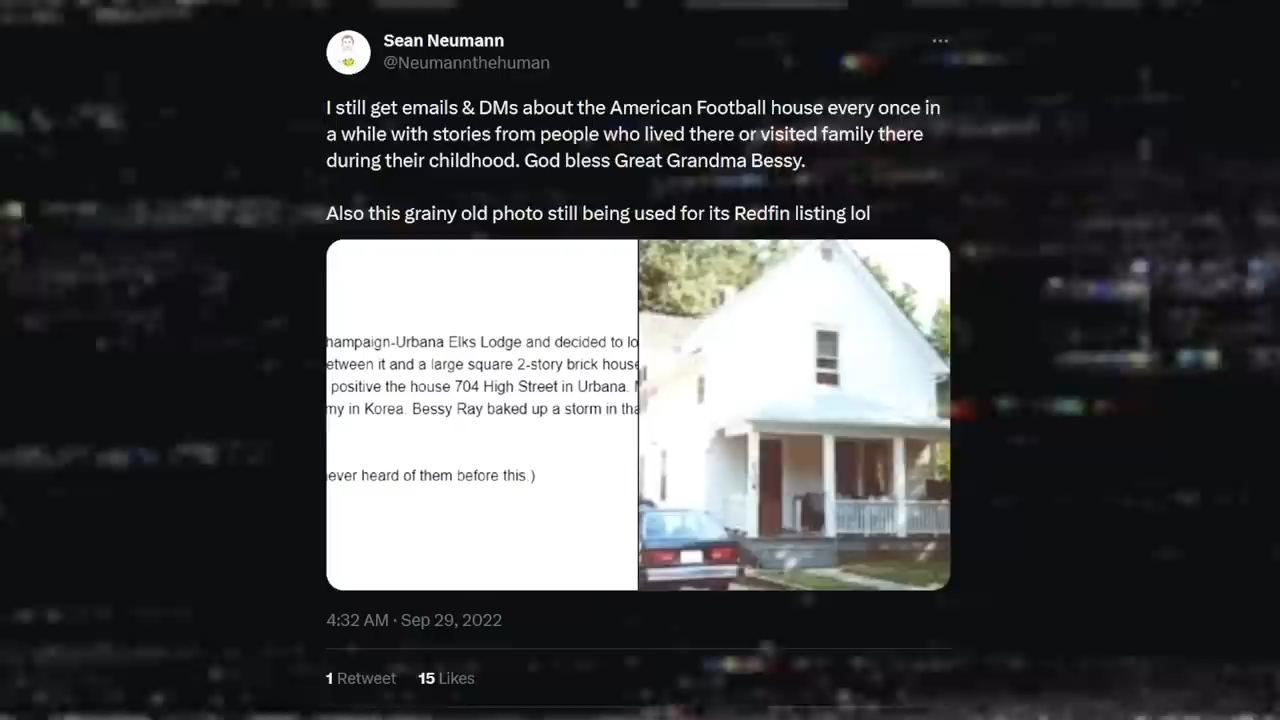 Sean Neumann
@Neumannthehuman
I still get emails & DMs about the American Football house every once in
a while with stories from people who lived there or visited family there
during their childhood. God bless Great Grandma Bessy.
Also this grainy old photo still being used for its Redfin listing lol
hampaign-Urbana Elks Lodge and decided to lo
etween it and a large square 2-story brick house
positive the house 704 High Street in Urbana.
my in Korea. Bessy Ray baked up a storm in tha
ever heard of them before this.)
4:32 AM · Sep 29, 2022
1 Retweet 15 Likes